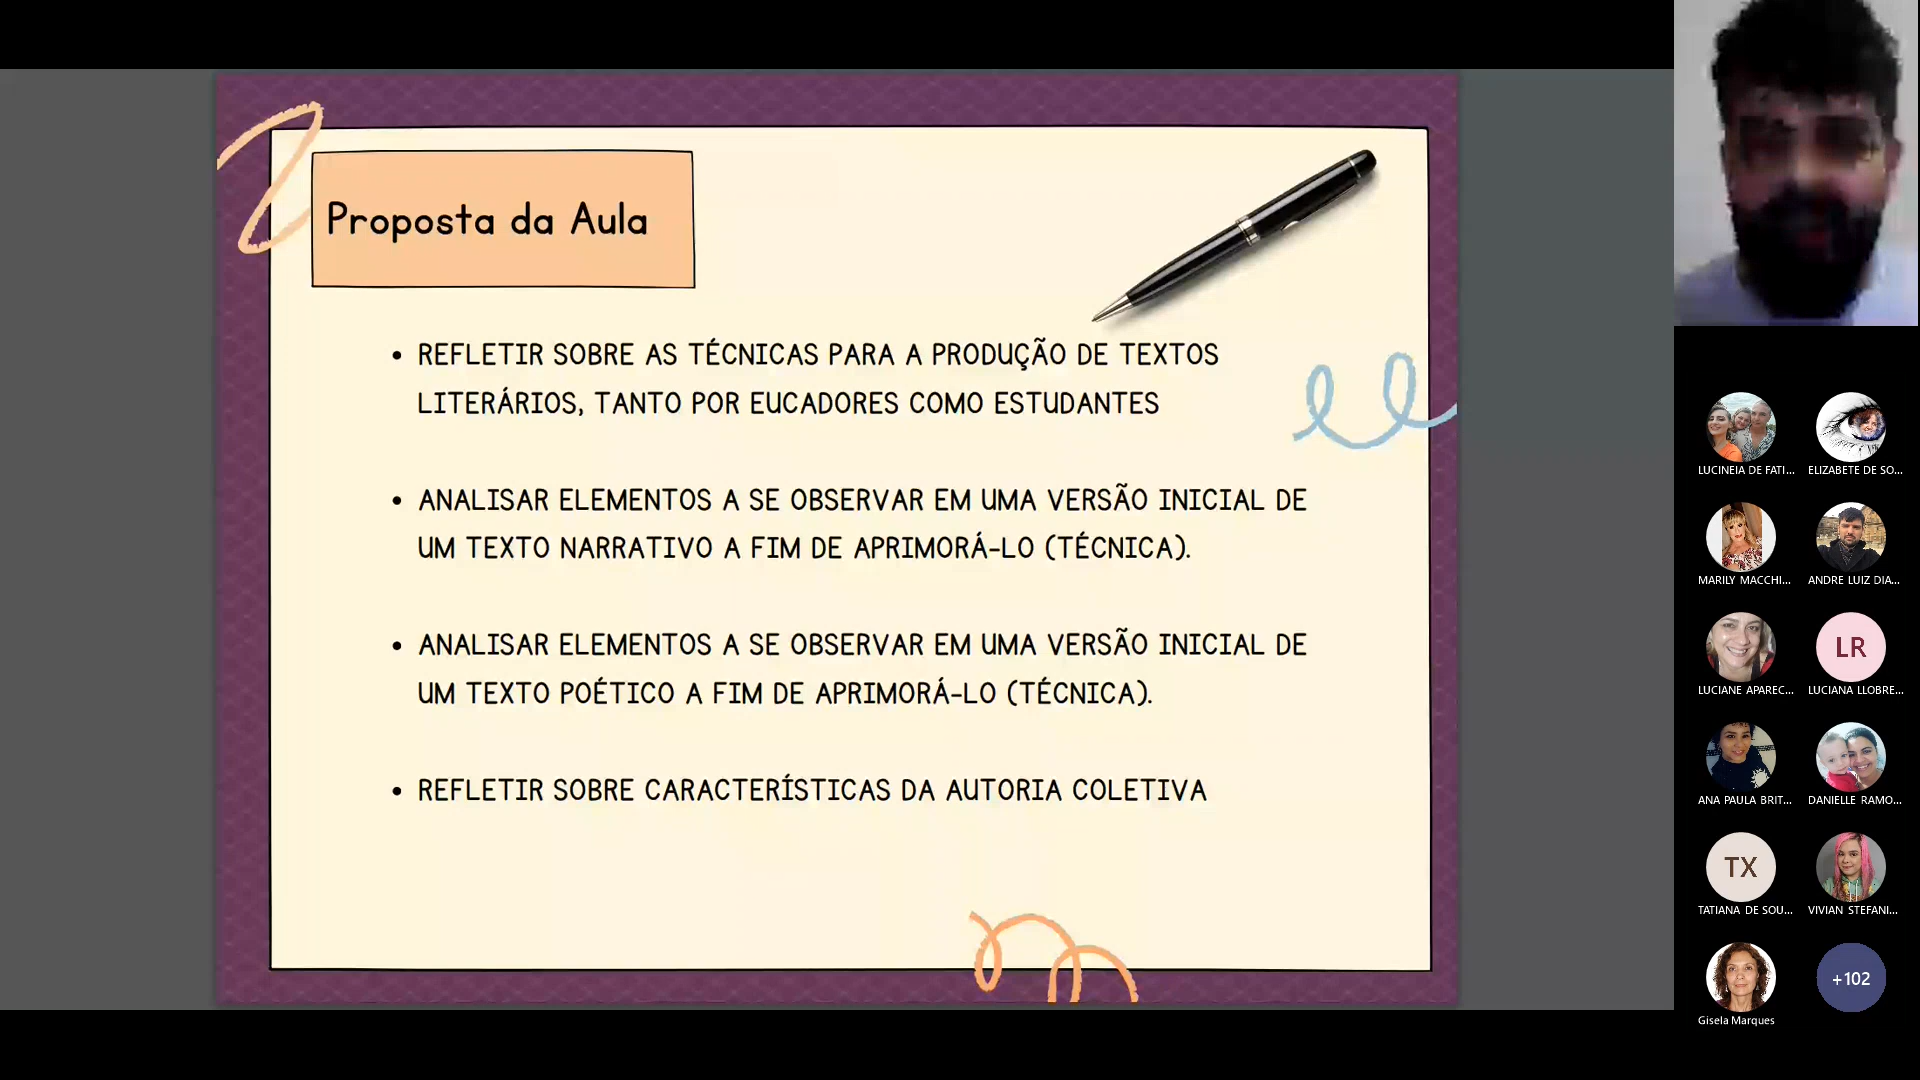 Proposta da Aula
• REFLETIR SOBRE AS TÉCNICAS PARA A PRODUÇÃO DE TEXTOS
LITERÁRIOS, TANTO POR EUCADORES COMO ESTUDANTES
• ANALISAR ELEMENTOS A SE OBSERVAR EM UMA VERSÃO INICIAL DE
UM TEXTO NARRATIVO A FIM DE APRIMORÁ-LO (TÉCNICA).
• ANALISAR ELEMENTOS A SE OBSERVAR EM UMA VERSÃO INICIAL DE
UM TEXTO POÉTICO A FIM DE APRIMORÁ-LO (TÉCNICA).
• REFLETIR SOBRE CARACTERÍSTICAS DA AUTORIA COLETIVA
LUCINEIA DE FATI...
ELIZABETE DE SO...
MARILY MACCHI...
ANDRE LUIZ DIA...
LR
LUCIANE APAREC...
LUCIANA LLOBRE...
ANA PAULA BRIT...
DANIELLE RAMO...
TX
TATIANA DE SOU...
VIVIAN STEFANI...
+102
Gisela Marques